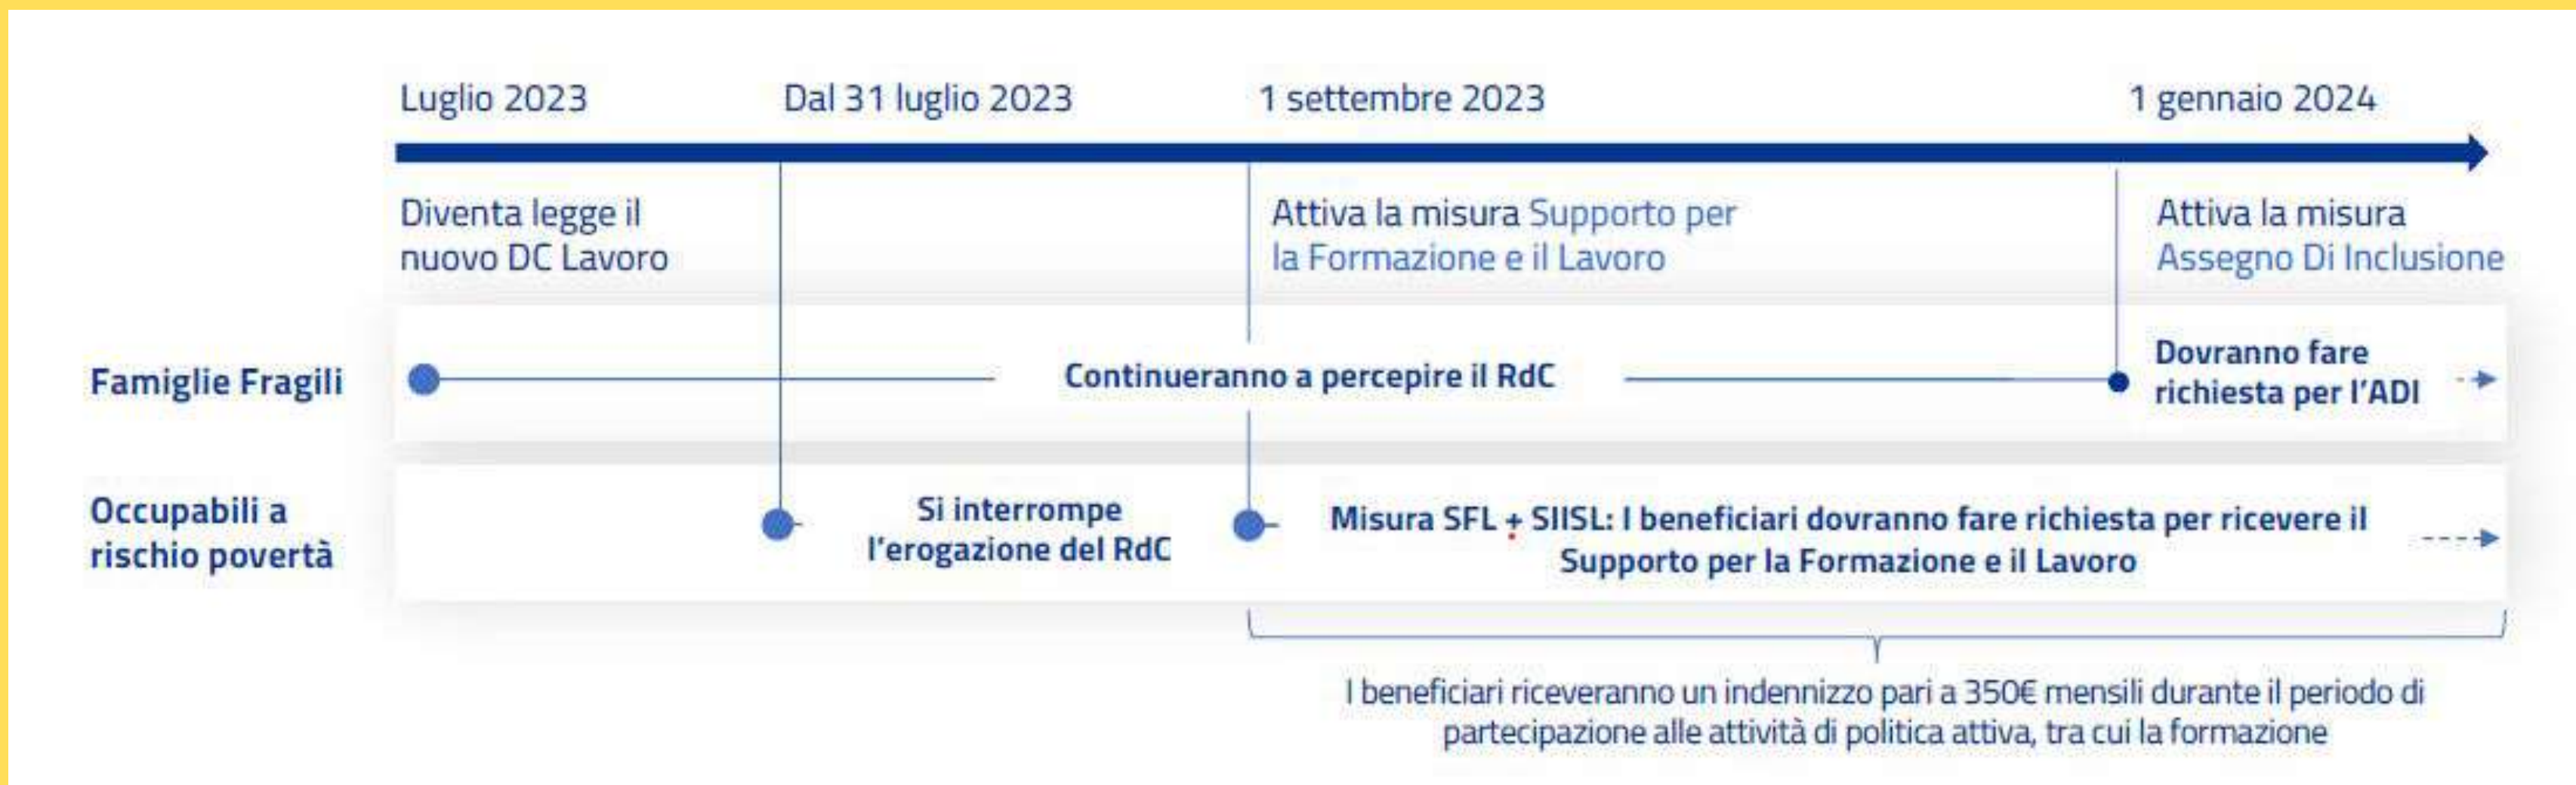 Luglio 2023
Dal 31 luglio 2023
1 settembre 2023
1 gennaio 2024
Diventa legge il
nuovo DC Lavoro
Attiva la misura Supporto per
la Formazione e il Lavoro
Attiva la misura
Assegno Di Inclusione
Famiglie Fragili
Continueranno a percepire il RdC
Dovranno fare
richiesta per l'ADI
Occupabili a
rischio povertà
Si interrompe
l'erogazione del RdC
Misura SFL + SIISL: I beneficiari dovranno fare richiesta per ricevere il
Supporto per la Formazione e il Lavoro
I beneficiari riceveranno un indennizzo pari a 350€ mensili durante il periodo di
partecipazione alle attività di politica attiva, tra cui la formazione